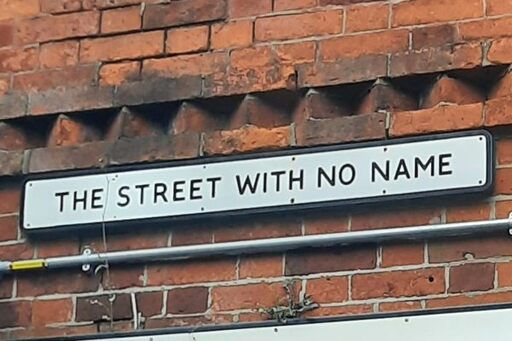 THE STREET WITH NO NAME